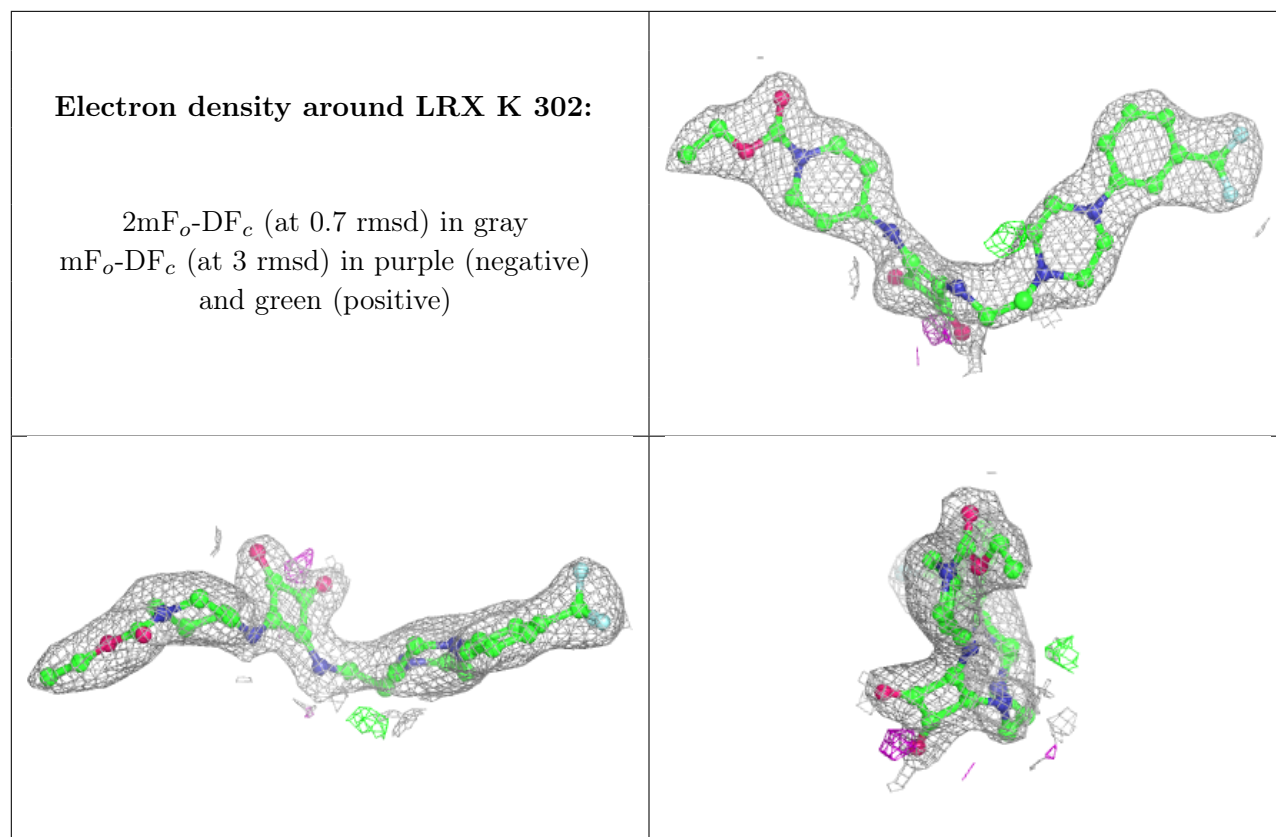 Electron density around LRX K 302:
2mFₒ-DF𝒸 (at 0.7 rmsd) in gray
mFₒ-DF𝒸 (at 3 rmsd) in purple (negative)
and green (positive)